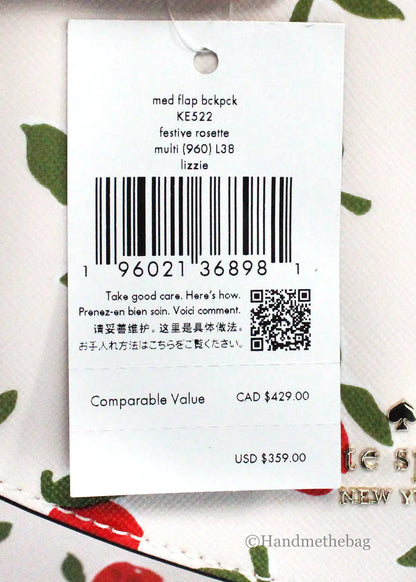 med flap bckpck
KE522
festive rosette
multi (960) L38
lizzie
1 96021 36898 1
Take good care. Here's how.
Prenez-en bien soin. Voici comment.
请妥善维护。这里是具体做法。
お手入れ方法はこちらをご覧ください。
Comparable Value CAD $429.00
USD $359.00
te sp
NEW Y
©Handmethebag